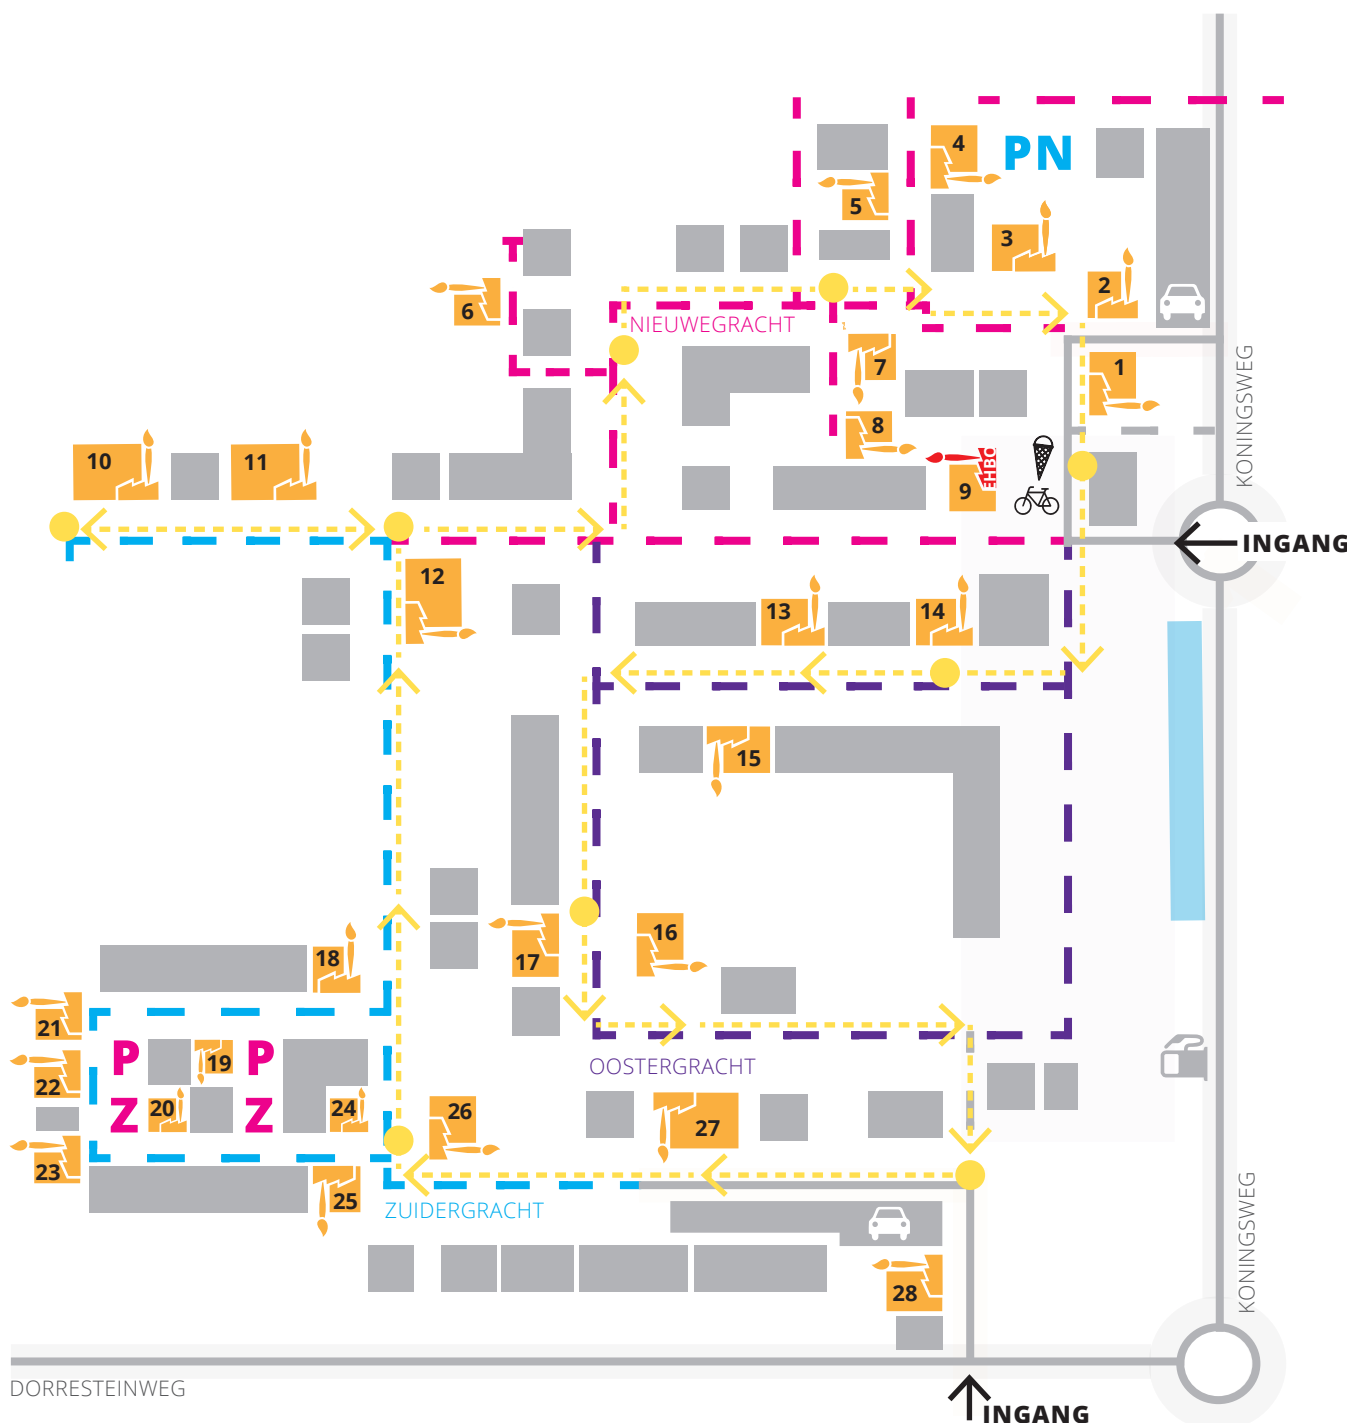 4
PN
5
3
2
6
NIEUWEGRACHT
7
1
KONINGSWEG
8
10
11
EHBO
9
INGANG
12
13
14
15
16
17
18
21
P
19
P
22
Z
20
Z
24
OOSTERGRACHT
26
27
23
25
ZUIDERGRACHT
KONINGSWEG
28
DORRESTEINWEG
INGANG